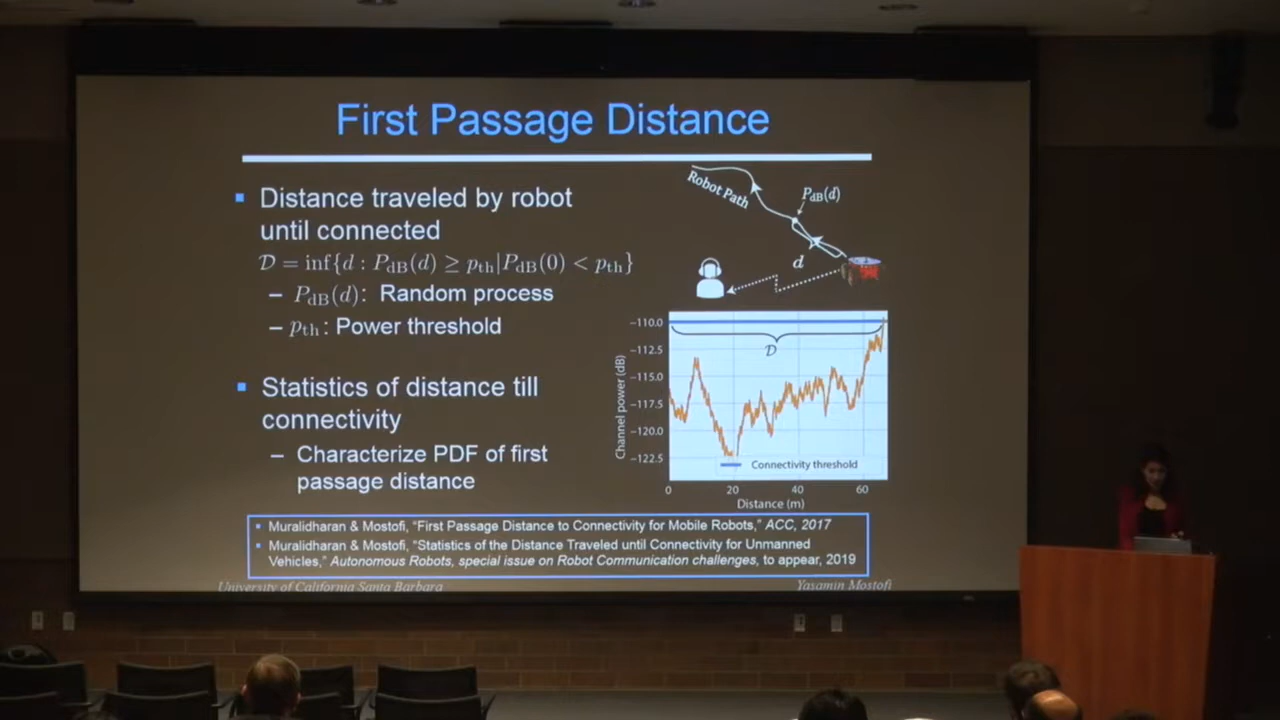 First Passage Distance
▪ Distance traveled by robot
until connected
𝒟 = inf{d : P_dB(d) ≥ p_th|P_dB(0) < p_th}
– P_dB(d): Random process
– p_th: Power threshold
▪ Statistics of distance till
connectivity
– Characterize PDF of first
passage distance
Robot Path
P_dB(d)
d
−110.0
−112.5
−115.0
−117.5
−120.0
−122.5
Channel power (dB)
𝒟
Connectivity threshold
0 20 40 60
Distance (m)
▪ Muralidharan & Mostofi, “First Passage Distance to Connectivity for Mobile Robots,” ACC, 2017
▪ Muralidharan & Mostofi, “Statistics of the Distance Traveled until Connectivity for Unmanned
Vehicles,” Autonomous Robots, special issue on Robot Communication challenges, to appear, 2019
University of California Santa Barbara
Yasamin Mostofi